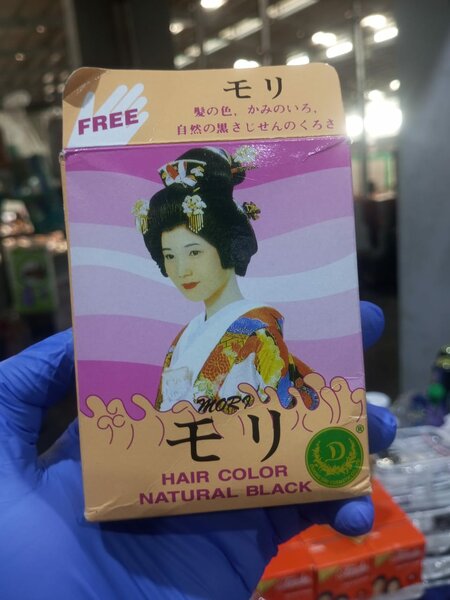 モリ
FREE
髪の色，かみのいろ，
自然の黒さじせんのくろさ
MORI
モリ
HAIR COLOR
NATURAL BLACK
D
®